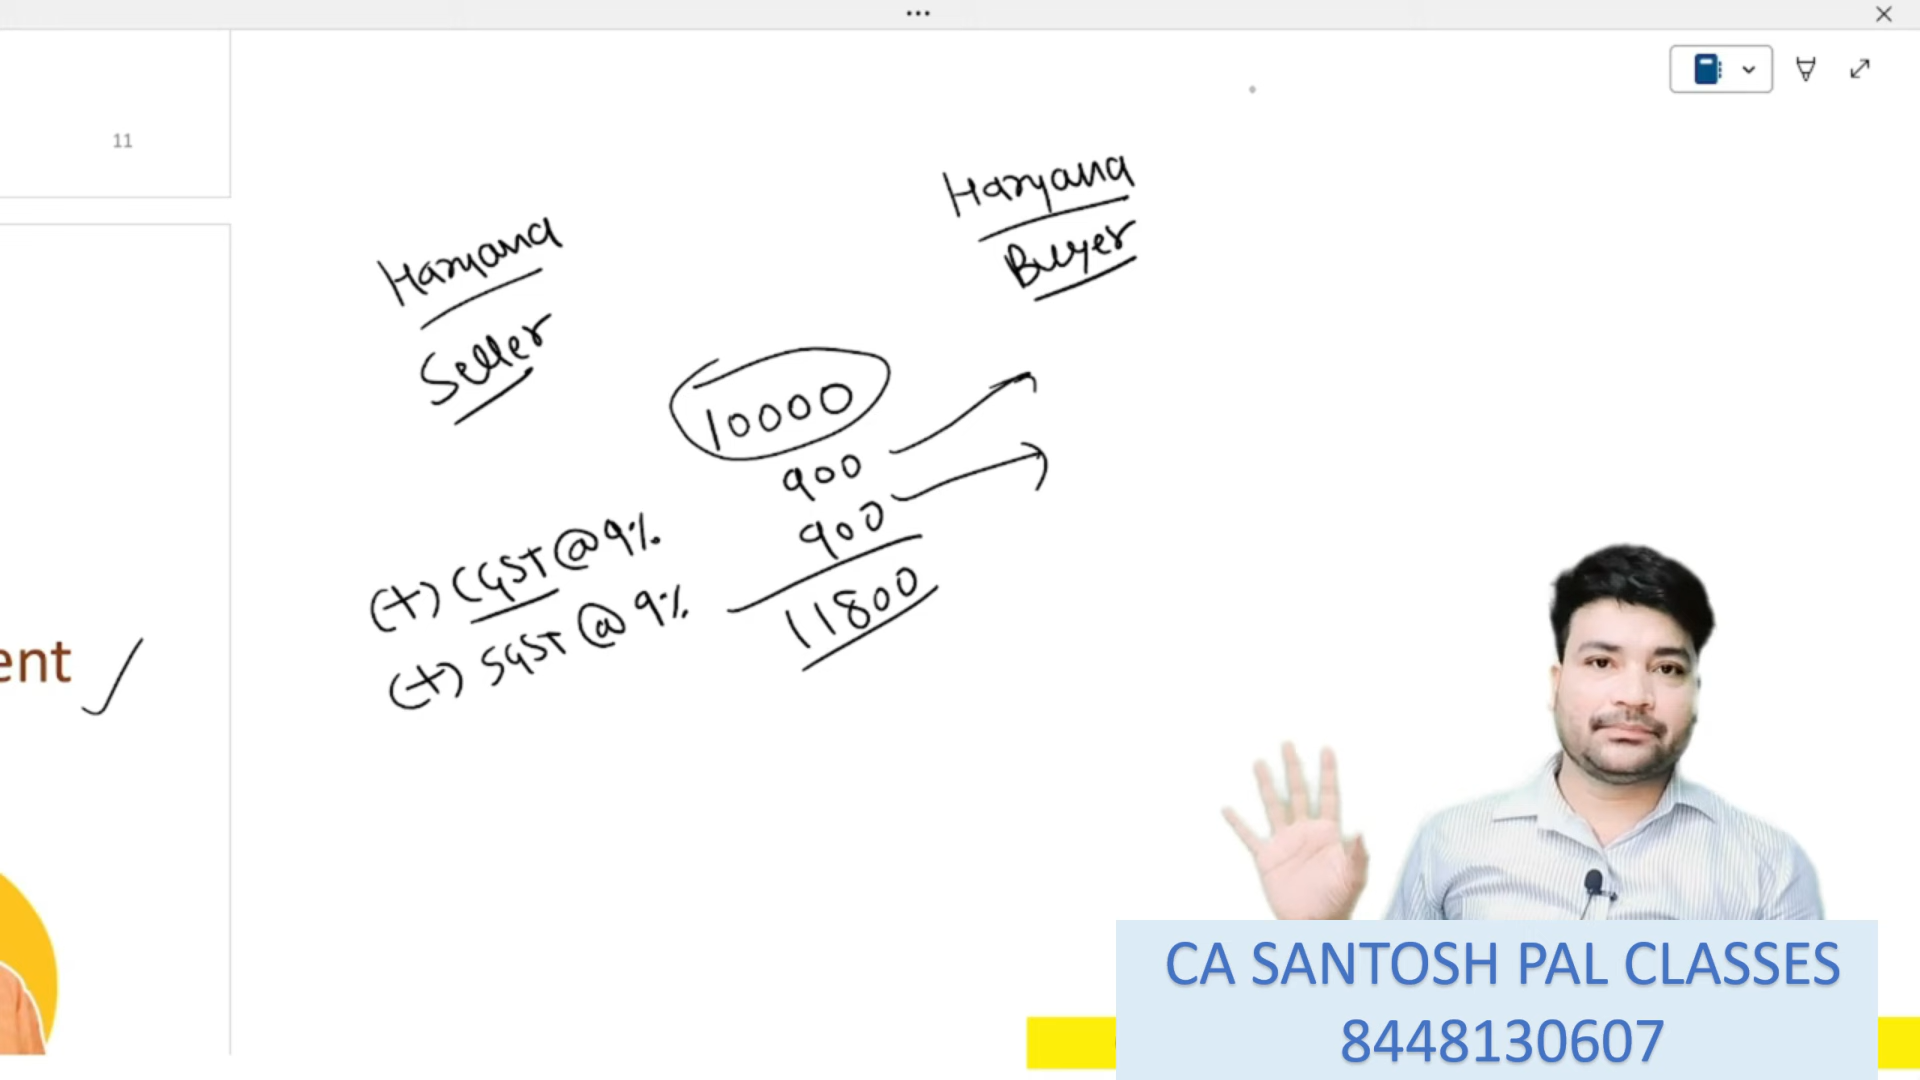 11
Haryana
Buyer
Haryana
Seller
10000
900
(+) CGST @ 9%
900
(+) SGST @ 9%
11800
ent
CA SANTOSH PAL CLASSES
8448130607